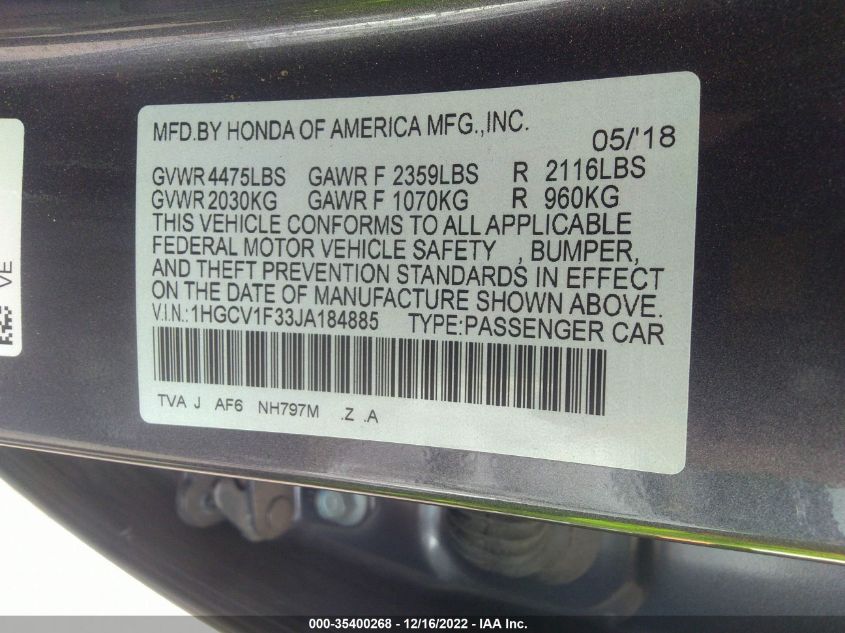 MFD.BY HONDA OF AMERICA MFG.,INC. 05/'18
GVWR 4475LBS GAWR F 2359LBS R 2116LBS
GVWR 2030KG GAWR F 1070KG R 960KG
THIS VEHICLE CONFORMS TO ALL APPLICABLE
FEDERAL MOTOR VEHICLE SAFETY , BUMPER,
AND THEFT PREVENTION STANDARDS IN EFFECT
ON THE DATE OF MANUFACTURE SHOWN ABOVE.
V.I.N.:1HGCV1F33JA184885 TYPE:PASSENGER CAR
TVA J AF6 NH797M .Z .A
VE
000-35400268 - 12/16/2022 - IAA Inc.